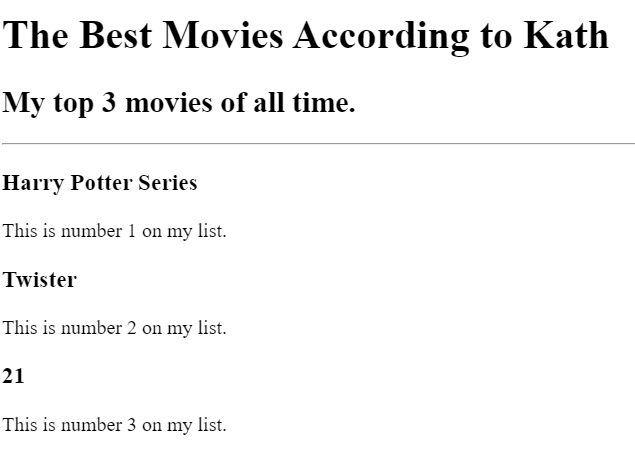 The Best Movies According to Kath
My top 3 movies of all time.
Harry Potter Series
This is number 1 on my list.
Twister
This is number 2 on my list.
21
This is number 3 on my list.